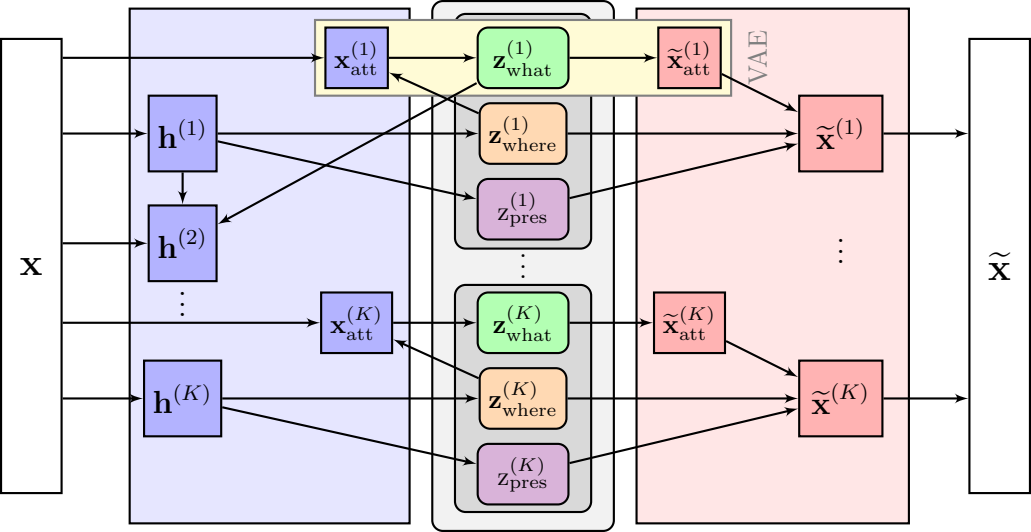 x
x_att^(1)
z_what^(1)
x̃_att^(1)
VAE
h^(1)
z_where^(1)
x̃^(1)
z_pres^(1)
h^(2)
⋮
⋮
⋮
x̃
x_att^(K)
z_what^(K)
x̃_att^(K)
h^(K)
z_where^(K)
x̃^(K)
z_pres^(K)